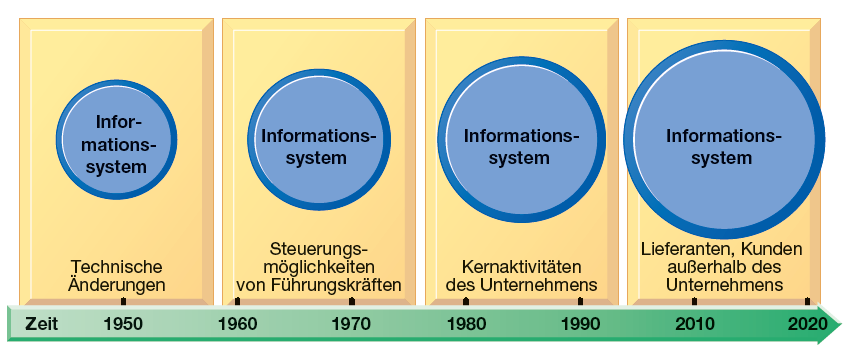 Infor-
mations-
system
Informations-
system
Informations-
system
Informations-
system
Technische
Änderungen
Steuerungs-
möglichkeiten
von Führungskräften
Kernaktivitäten
des Unternehmens
Lieferanten, Kunden
außerhalb des
Unternehmens
Zeit 1950 1960 1970 1980 1990 2010 2020